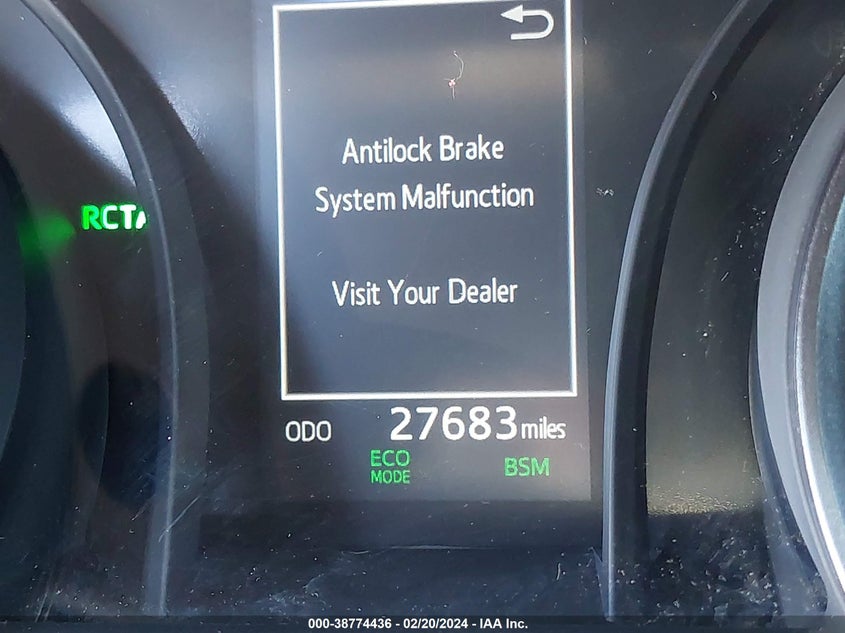 Antilock Brake
System Malfunction
Visit Your Dealer
RCTA
ODO 27683 miles
ECO
MODE
BSM
000-38774436 - 02/20/2024 - IAA Inc.